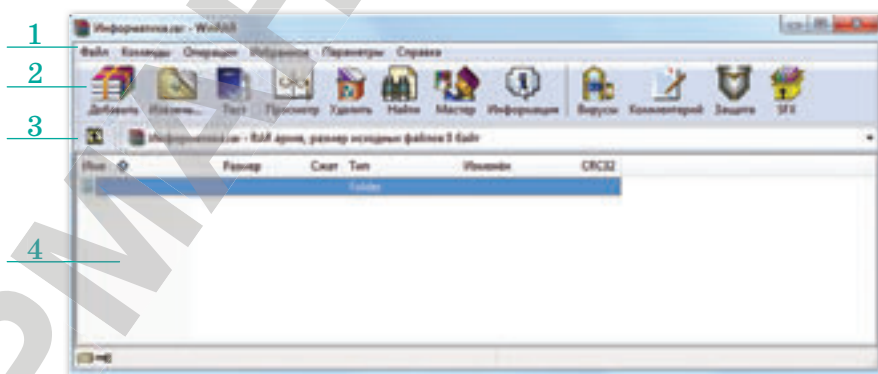 Информатика.rar - WinRAR
1
Файл Команды Операции Избранное Параметры Справка
2
Добавить Извлечь... Тест Просмотр Удалить Найти Мастер Информация Вирусы Комментарий Защита SFX
3
Информатика.rar - RAR архив, размер исходных файлов 0 байт
Имя Размер Сжат Тип Изменён CRC32
Folder
4